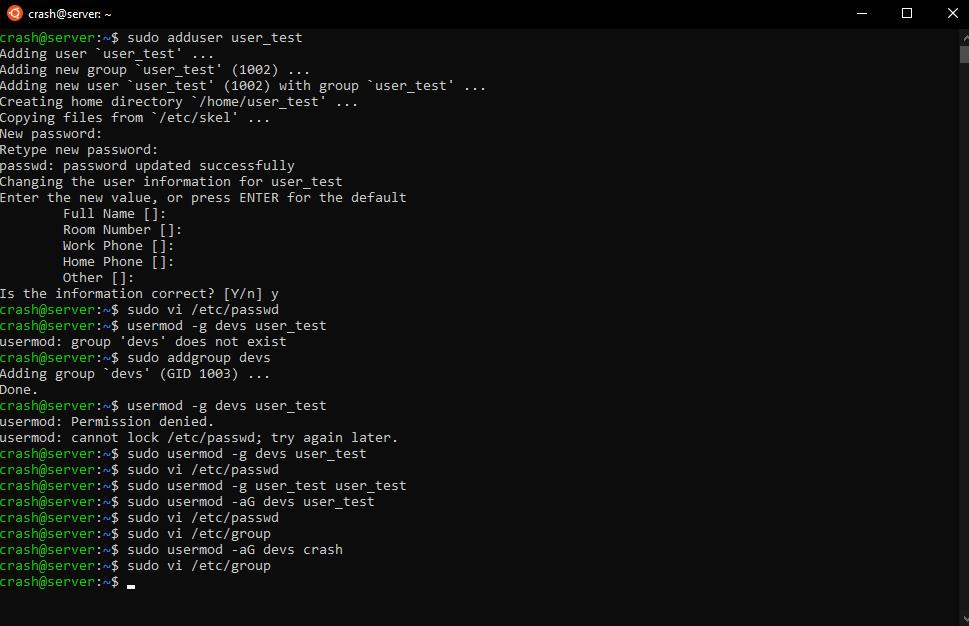 crash@server: ~
crash@server:~$ sudo adduser user_test
Adding user `user_test' ...
Adding new group `user_test' (1002) ...
Adding new user `user_test' (1002) with group `user_test' ...
Creating home directory `/home/user_test' ...
Copying files from `/etc/skel' ...
New password:
Retype new password:
passwd: password updated successfully
Changing the user information for user_test
Enter the new value, or press ENTER for the default
        Full Name []:
        Room Number []:
        Work Phone []:
        Home Phone []:
        Other []:
Is the information correct? [Y/n] y
crash@server:~$ sudo vi /etc/passwd
crash@server:~$ usermod -g devs user_test
usermod: group 'devs' does not exist
crash@server:~$ sudo addgroup devs
Adding group `devs' (GID 1003) ...
Done.
crash@server:~$ usermod -g devs user_test
usermod: Permission denied.
usermod: cannot lock /etc/passwd; try again later.
crash@server:~$ sudo usermod -g devs user_test
crash@server:~$ sudo vi /etc/passwd
crash@server:~$ sudo usermod -g user_test user_test
crash@server:~$ sudo usermod -aG devs user_test
crash@server:~$ sudo vi /etc/passwd
crash@server:~$ sudo vi /etc/group
crash@server:~$ sudo usermod -aG devs crash
crash@server:~$ sudo vi /etc/group
crash@server:~$